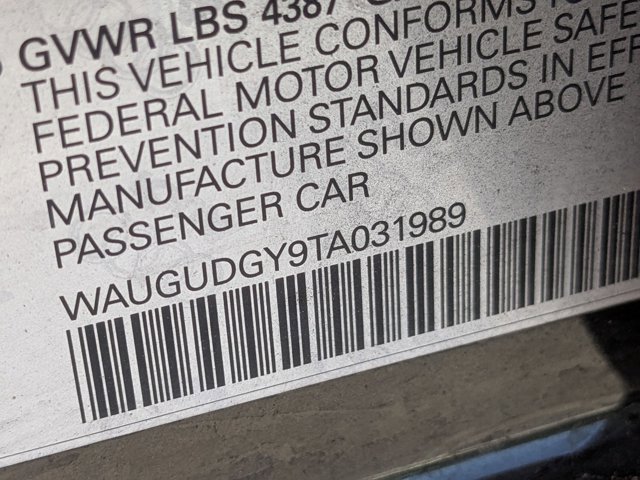 GVWR LBS 4387
THIS VEHICLE CONFORMS
FEDERAL MOTOR VEHICLE SAFE
PREVENTION STANDARDS IN EFF
MANUFACTURE SHOWN ABOVE
PASSENGER CAR
WAUGUDGY9TA031989